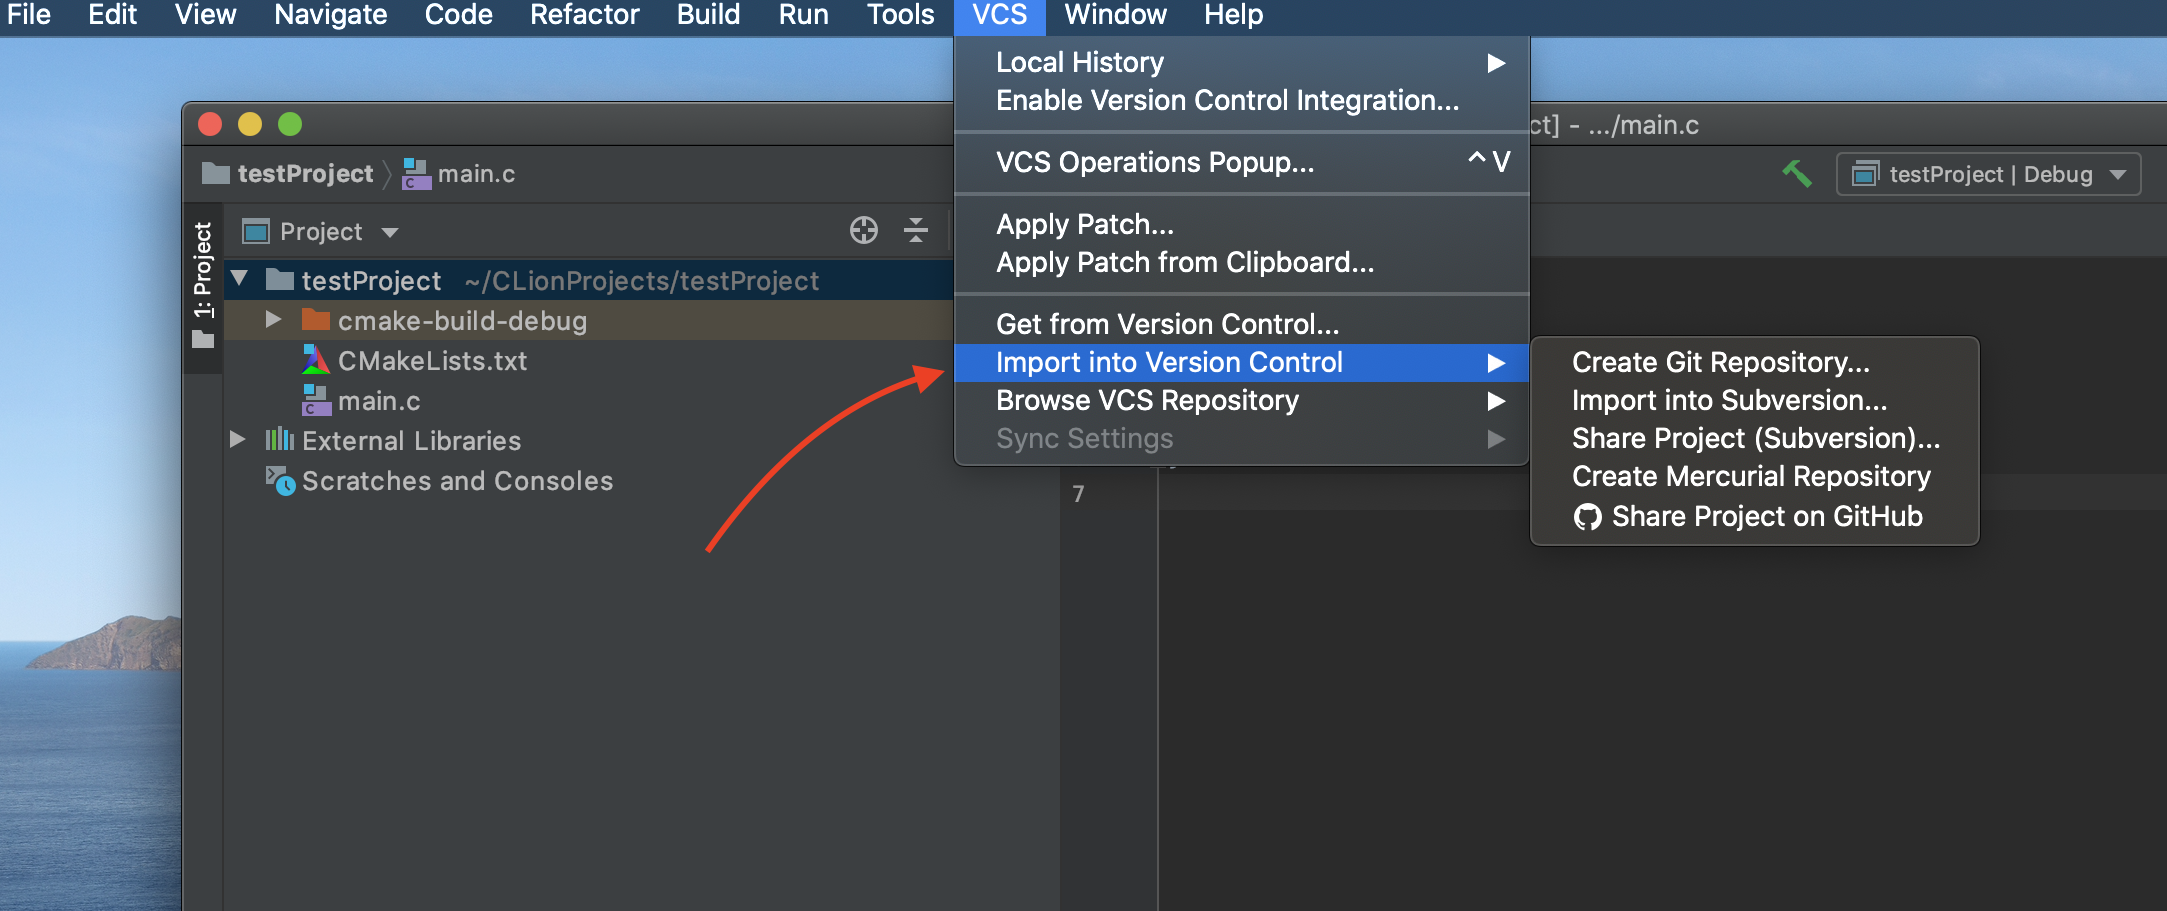 File Edit View Navigate Code Refactor Build Run Tools VCS Window Help
Local History
Enable Version Control Integration...
VCS Operations Popup... ^ V
Apply Patch...
Apply Patch from Clipboard...
Get from Version Control...
Import into Version Control
Browse VCS Repository
Sync Settings
Create Git Repository...
Import into Subversion...
Share Project (Subversion)...
Create Mercurial Repository
Share Project on GitHub
ct] - .../main.c
testProject main.c
testProject | Debug
1: Project
Project
testProject ~/CLionProjects/testProject
cmake-build-debug
CMakeLists.txt
main.c
External Libraries
Scratches and Consoles
7